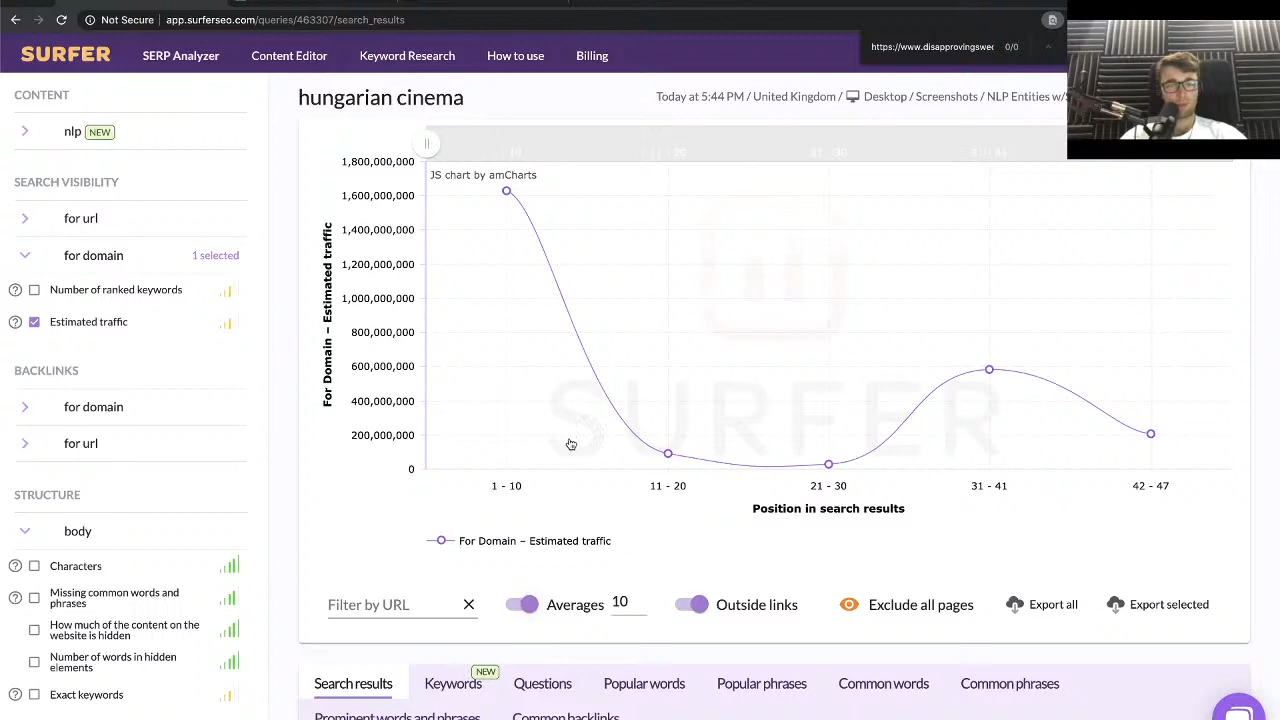 Not Secure | app.surferseo.com/queries/463307/search_results
https://www.disapprovingswee 0/0
SURFER
SERP Analyzer
Content Editor
Research
Billing
CONTENT
nlp NEW
SEARCH VISIBILITY
for url
for domain 1 selected
Number of ranked keywords
Estimated traffic
BACKLINKS
for domain
for url
STRUCTURE
body
Characters
Missing common words and
phrases
How much of the content on the
website is hidden
Number of words in hidden
elements
Exact keywords
hungarian cinema
Today at 5:44 PM / United Kingdom / Desktop / Screenshots / NLP Entities w/
JS chart by amCharts
For Domain – Estimated traffic
1,800,000,000
1,600,000,000
1,400,000,000
1,200,000,000
1,000,000,000
800,000,000
600,000,000
400,000,000
200,000,000
0
SURFER
1 - 10
11 - 20
21 - 30
31 - 41
42 - 47
Position in search results
For Domain – Estimated traffic
Filter by URL
Averages 10
Outside links
Exclude all pages
Export all
Export selected
Search results
Keywords NEW
Questions
Popular words
Popular phrases
Common words
Common phrases
Prominent words and phrases
Common backlinks